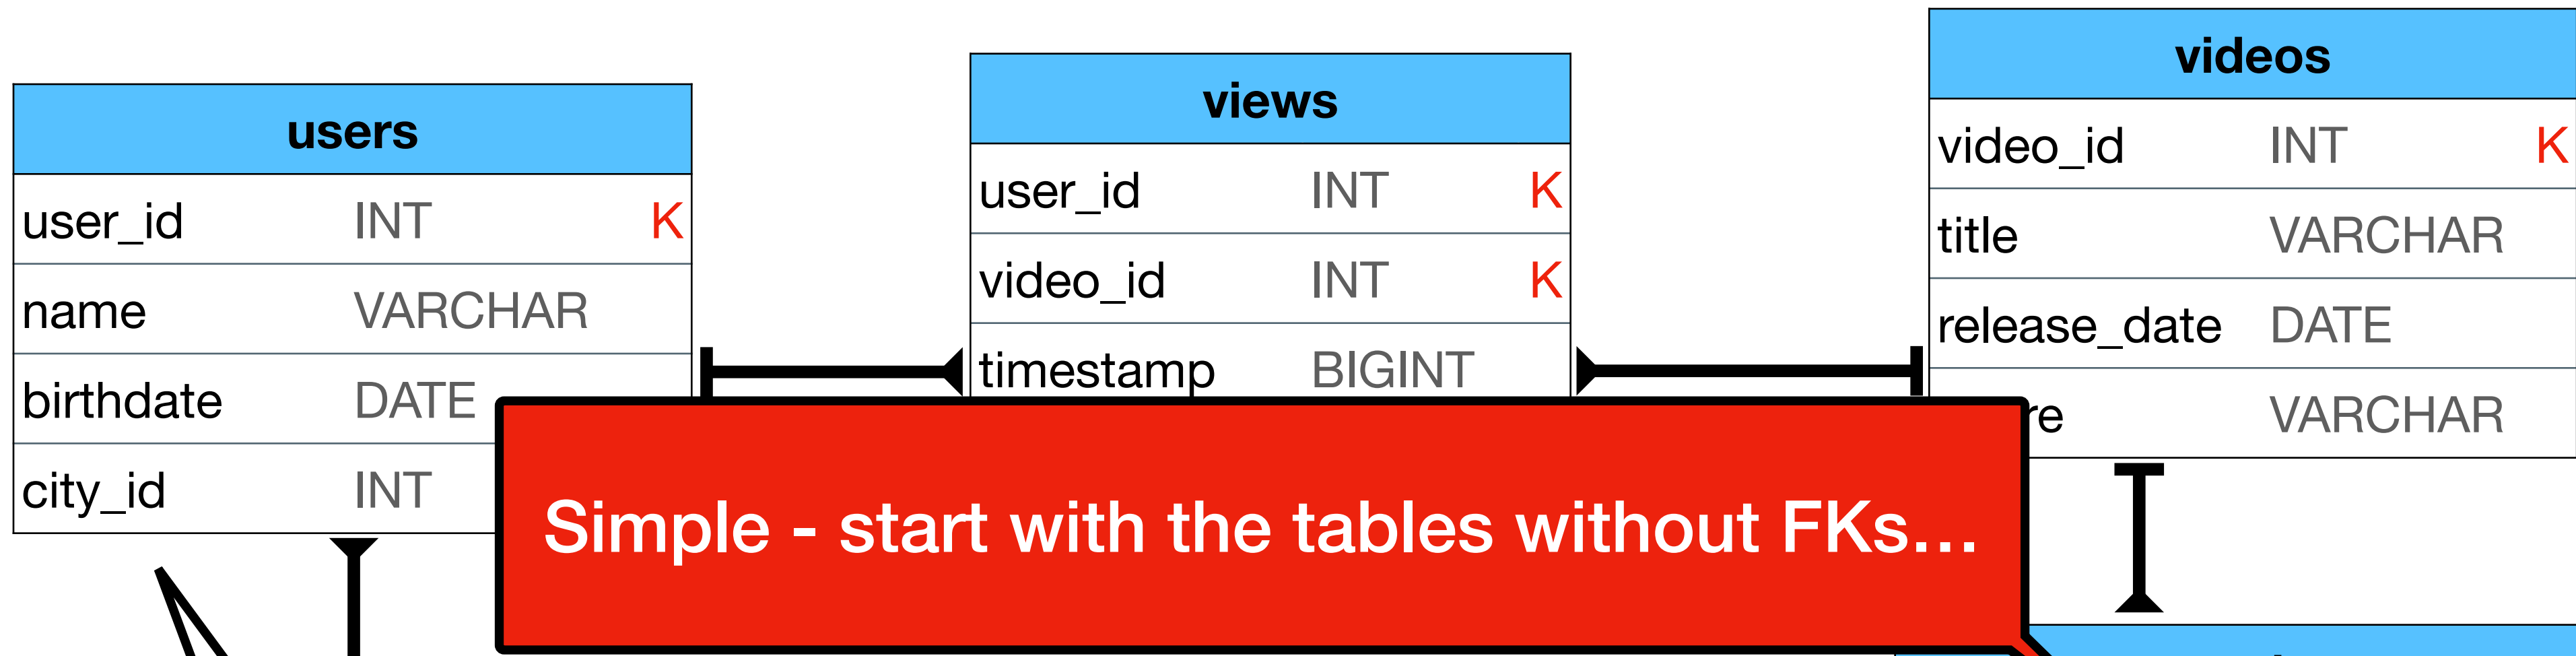 users
user_id INT K
name VARCHAR
birthdate DATE
city_id INT
views
user_id INT K
video_id INT K
timestamp BIGINT
videos
video_id INT K
title VARCHAR
release_date DATE
VARCHAR
Simple - start with the tables without FKs...